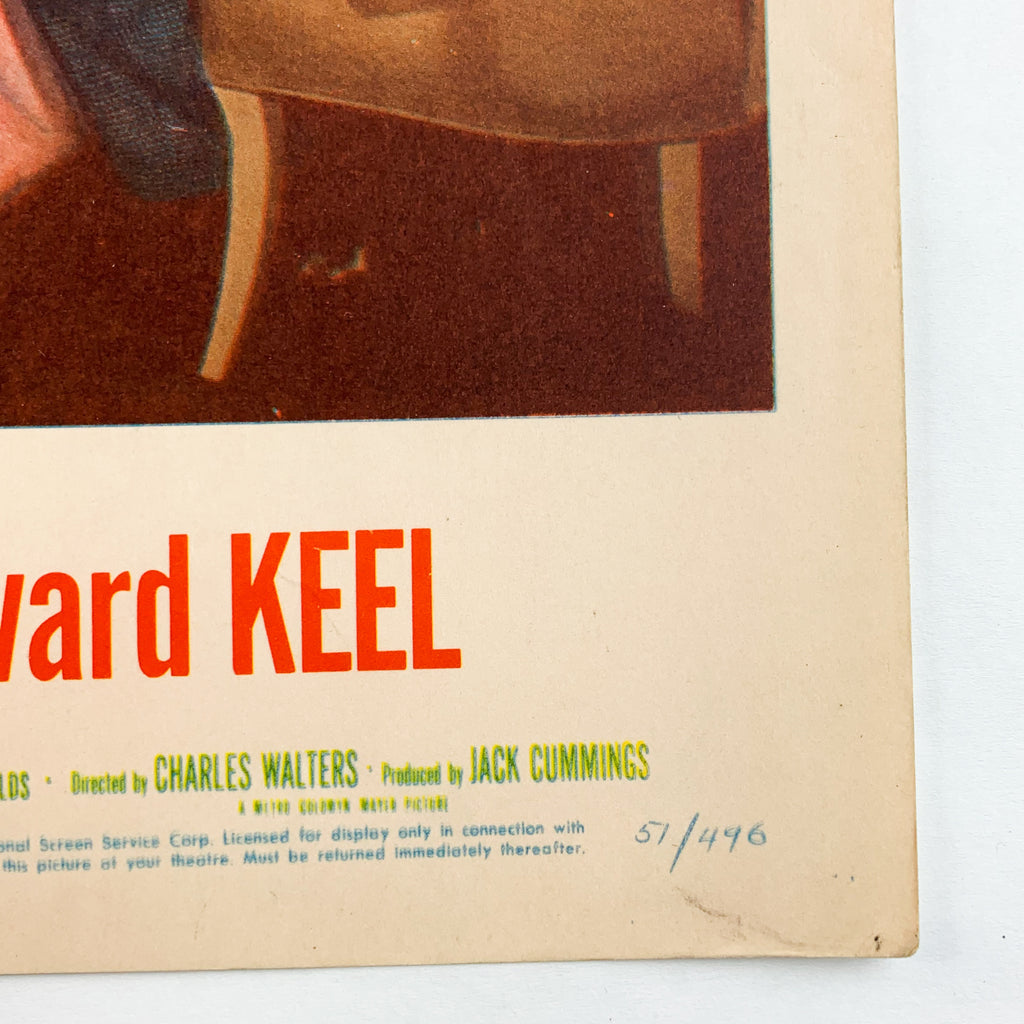 vard KEEL
LDS · Directed by CHARLES WALTERS · Produced by JACK CUMMINGS
A METRO GOLDWYN MAYER PICTURE
onal Screen Service Corp. Licensed for display only in connection with
this picture at your theatre. Must be returned immediately thereafter.
51/496